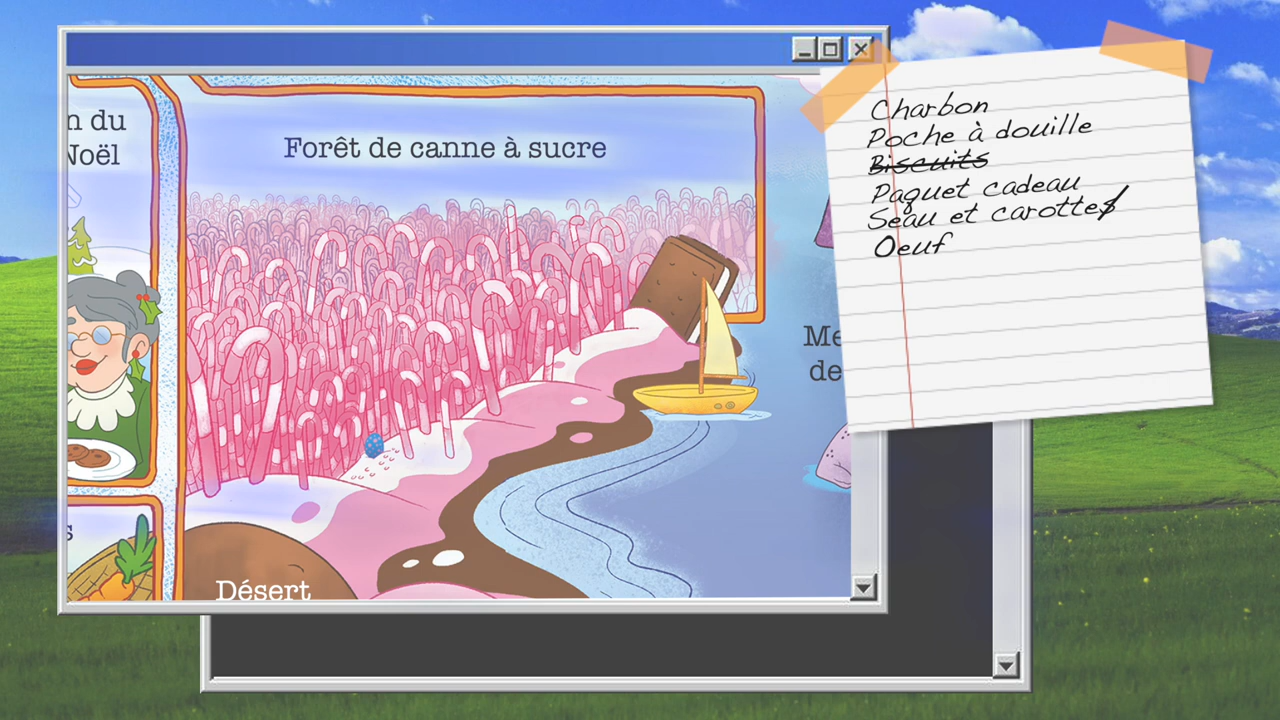 n du
Noël
Forêt de canne à sucre
Me
de
s
Désert
Charbon
Poche à douille
Biscuits
Paquet cadeau
Seau et carottes
Oeuf